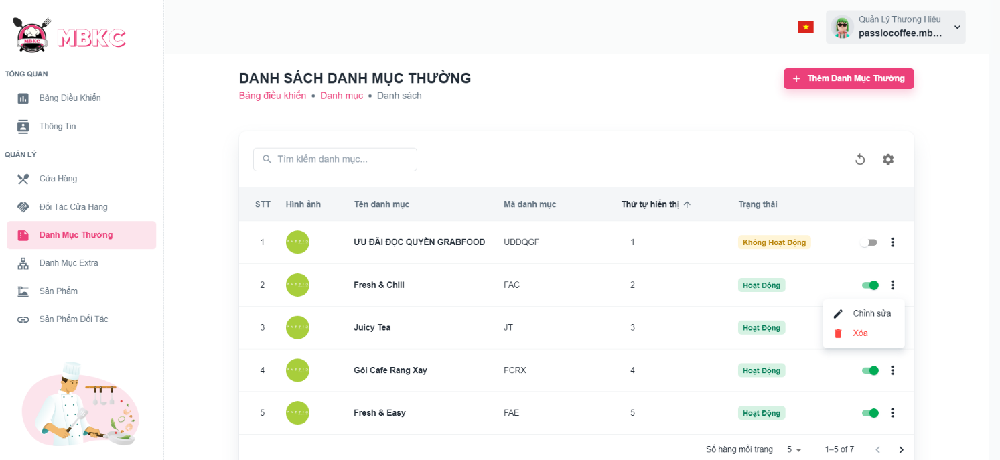 MBKC
MBKC
Quản Lý Thương Hiệu
passiocoffee.mb...
TỔNG QUAN
Bảng Điều Khiển
Thông Tin
QUẢN LÝ
Cửa Hàng
Đối Tác Cửa Hàng
Danh Mục Thường
Danh Mục Extra
Sản Phẩm
Sản Phẩm Đối Tác
DANH SÁCH DANH MỤC THƯỜNG
Bảng điều khiển • Danh mục • Danh sách
+ Thêm Danh Mục Thường
Tìm kiếm danh mục...
STT Hình ảnh Tên danh mục Mã danh mục Thứ tự hiển thị ↑ Trạng thái
1 PASSIO ƯU ĐÃI ĐỘC QUYỀN GRABFOOD UDDQGF 1 Không Hoạt Động
2 PASSIO Fresh & Chill FAC 2 Hoạt Động
Chỉnh sửa
Xóa
3 PASSIO Juicy Tea JT 3 Hoạt Động
4 PASSIO Gói Cafe Rang Xay FCRX 4 Hoạt Động
5 PASSIO Fresh & Easy FAE 5 Hoạt Động
Số hàng mỗi trang 5 1–5 of 7